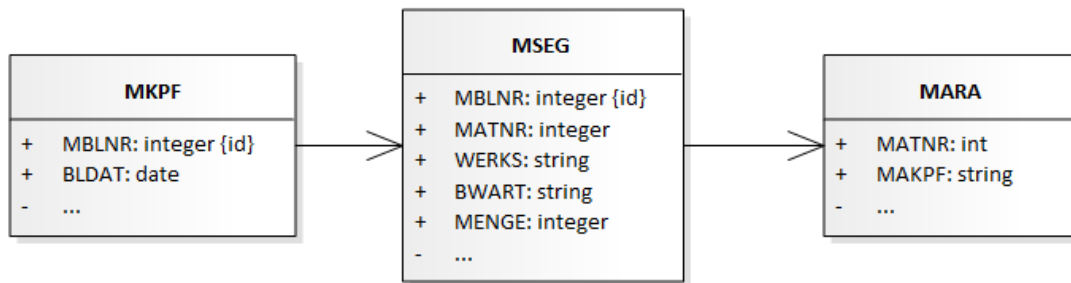 MKPF
+ MBLNR: integer {id}
+ BLDAT: date
- ...
MSEG
+ MBLNR: integer {id}
+ MATNR: integer
+ WERKS: string
+ BWART: string
+ MENGE: integer
- ...
MARA
+ MATNR: int
+ MAKPF: string
- ...